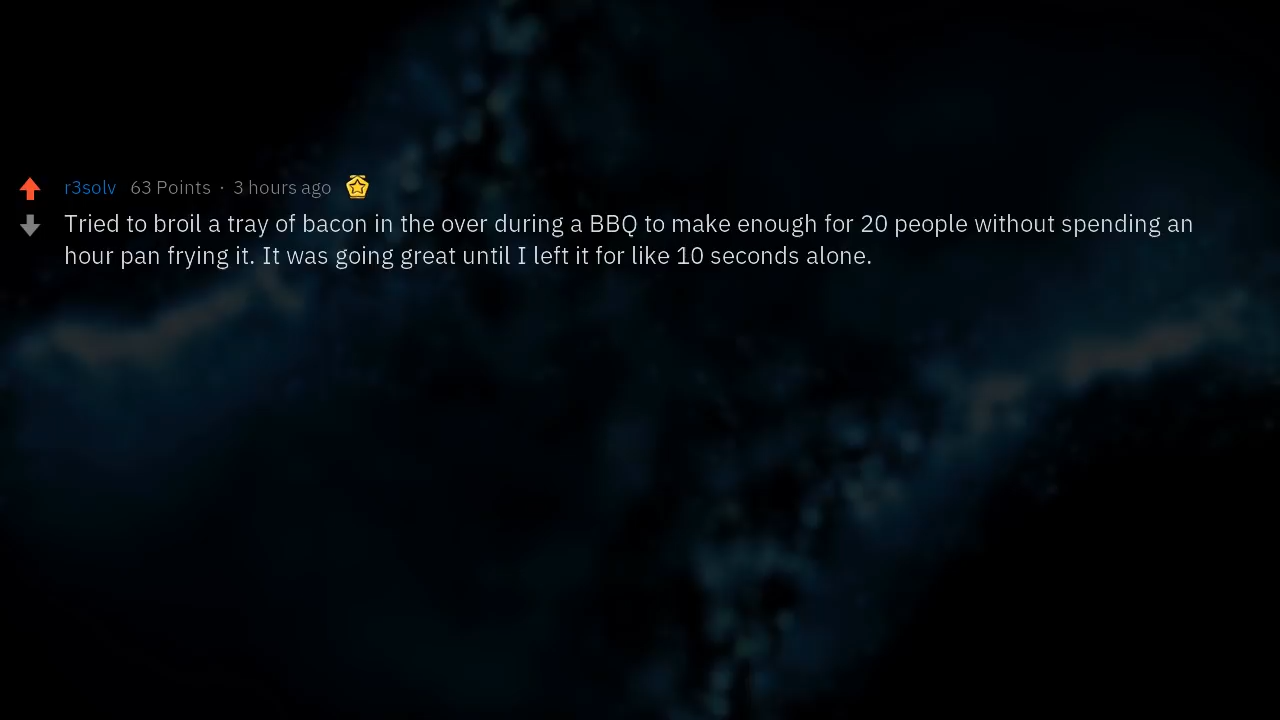 r3solv 63 Points · 3 hours ago
Tried to broil a tray of bacon in the over during a BBQ to make enough for 20 people without spending an
hour pan frying it. It was going great until I left it for like 10 seconds alone.